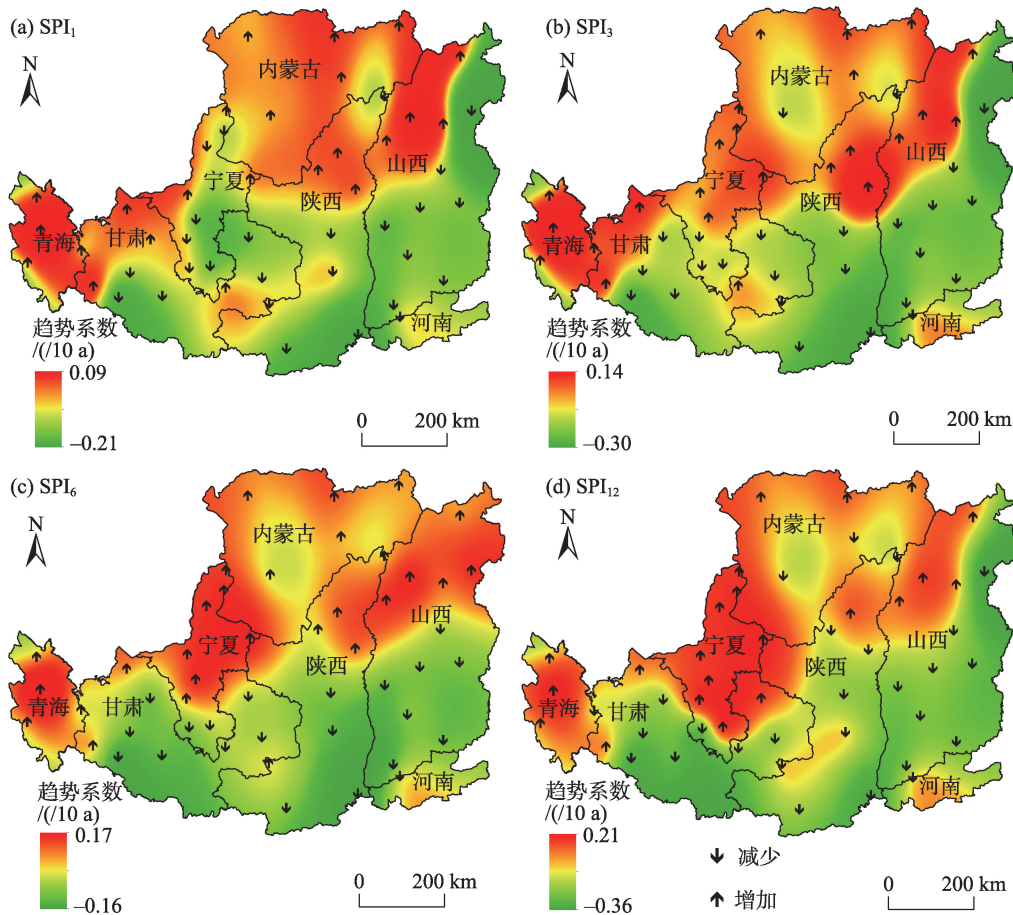 (a) SPI₁
N
内蒙古
宁夏
山西
陕西
青海
甘肃
河南
趋势系数
/(/10 a)
0.09
–0.21
0 200 km
(b) SPI₃
N
内蒙古
山西
宁夏
陕西
青海
甘肃
河南
趋势系数
/(/10 a)
0.14
–0.30
0 200 km
(c) SPI₆
N
内蒙古
山西
宁夏
陕西
青海
甘肃
河南
趋势系数
/(/10 a)
0.17
–0.16
0 200 km
(d) SPI₁₂
N
内蒙古
宁夏
山西
陕西
青海
甘肃
河南
趋势系数
/(/10 a)
0.21
–0.36
减少
增加
0 200 km